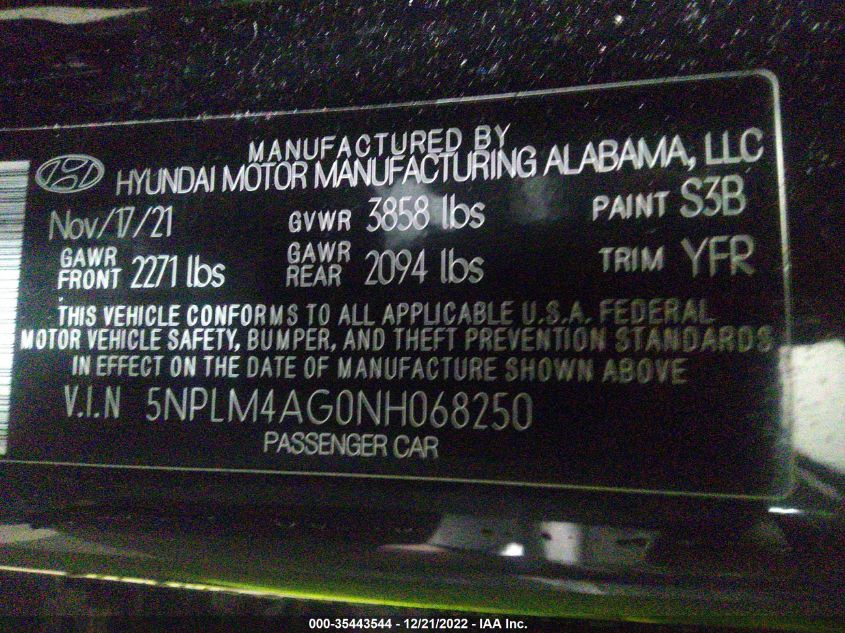 MANUFACTURED BY
HYUNDAI MOTOR MANUFACTURING ALABAMA, LLC
Nov/17/21 GVWR 3858 lbs PAINT S3B
GAWR FRONT 2271 lbs GAWR REAR 2094 lbs TRIM YFR
THIS VEHICLE CONFORMS TO ALL APPLICABLE U.S.A. FEDERAL
MOTOR VEHICLE SAFETY, BUMPER, AND THEFT PREVENTION STANDARDS
IN EFFECT ON THE DATE OF MANUFACTURE SHOWN ABOVE
V.I.N 5NPLM4AG0NH068250
PASSENGER CAR
000-35443544 - 12/21/2022 - IAA Inc.